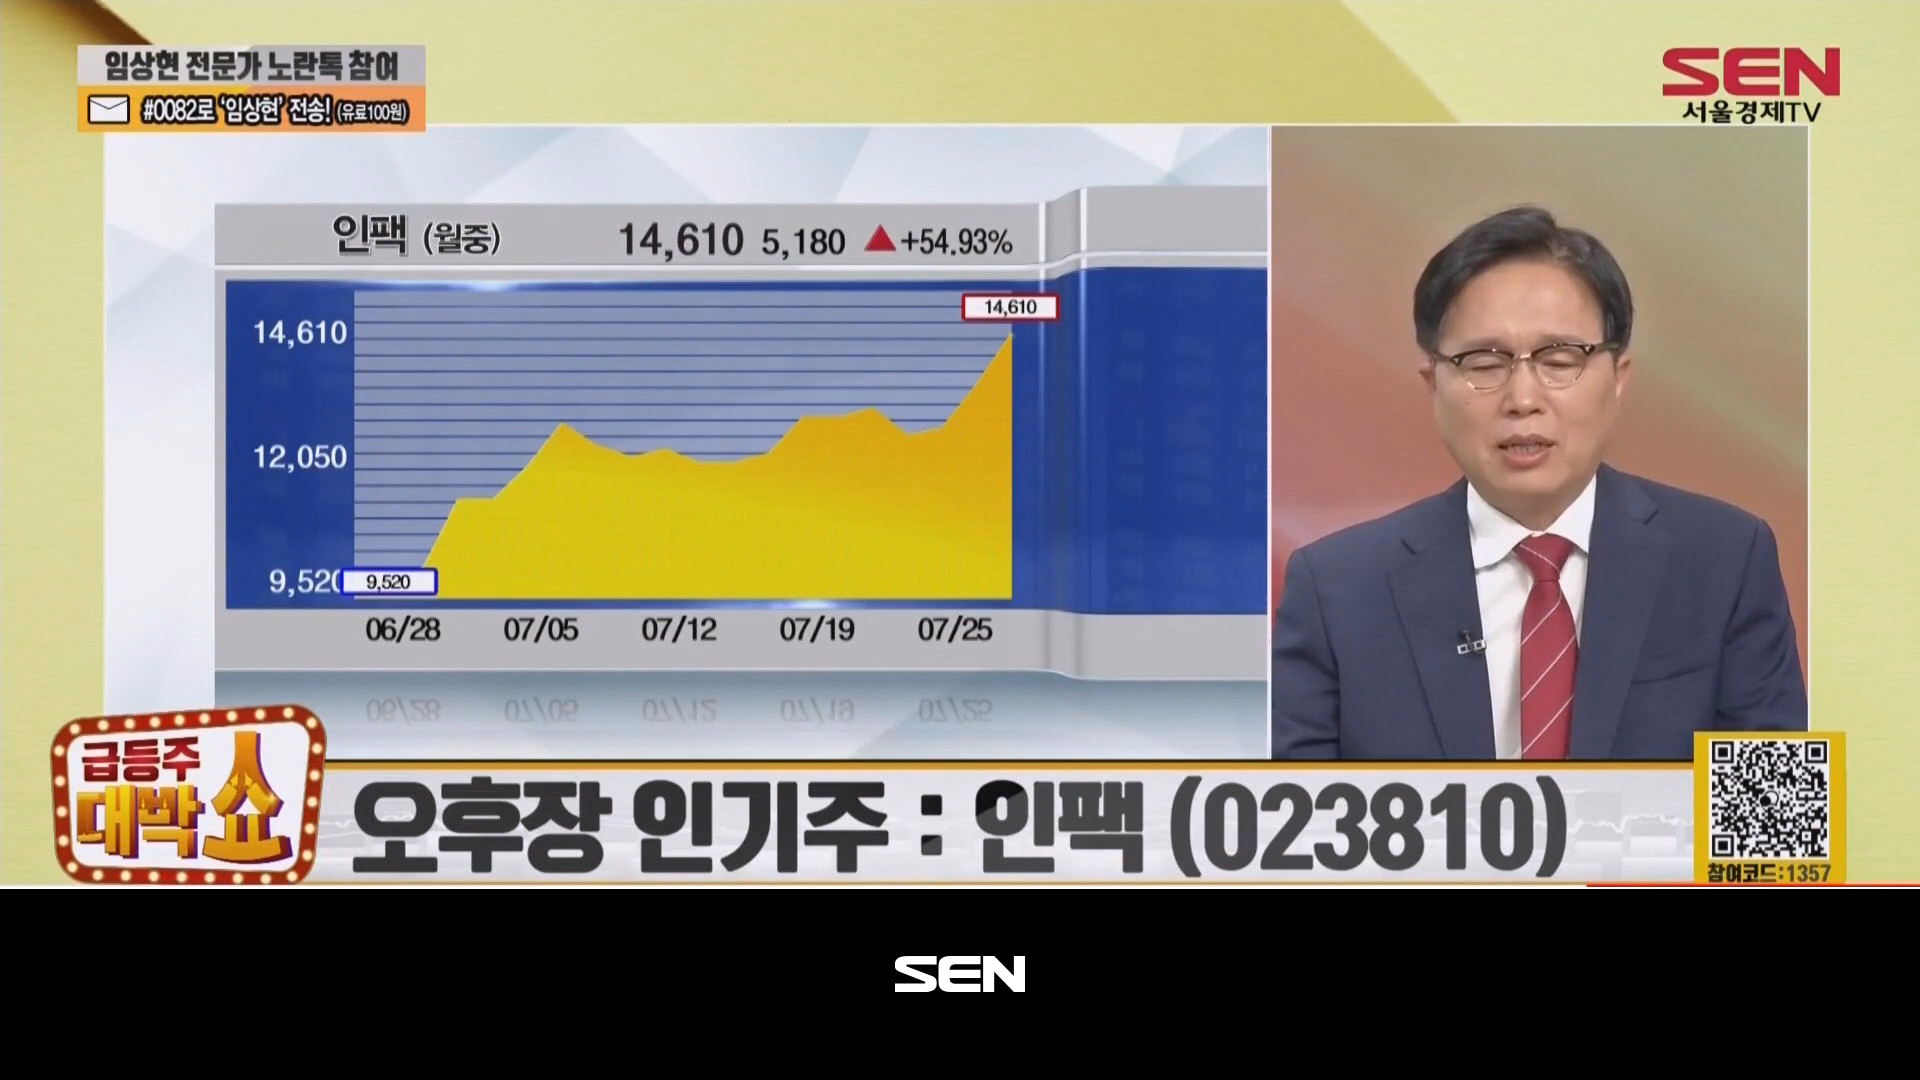 임상현 전문가 노란톡 참여
#0082로 '임상현' 전송! (유료100원)
SEN
서울경제TV
인팩 (월중) 14,610 5,180 ▲+54.93%
14,610
14,610
12,050
9,520
9,520
06/28 07/05 07/12 07/19 07/25
급등주
대박 쇼
오후장 인기주 : 인팩 (023810)
참여코드:1357
SEN